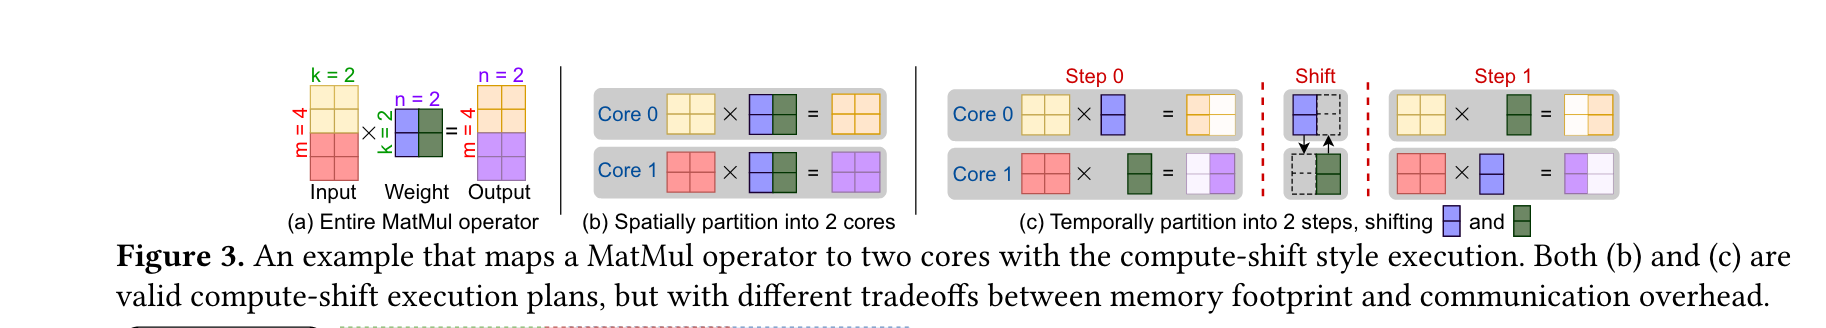 k = 2
n = 2
Step 0
Shift
Step 1
n = 2
m = 4
×
k = 2
=
m = 4
Core 0 × =
Core 0 × =
× =
Core 1 × =
Core 1 × =
× =
Input Weight Output
(a) Entire MatMul operator
(b) Spatially partition into 2 cores
(c) Temporally partition into 2 steps, shifting and
Figure 3. An example that maps a MatMul operator to two cores with the compute-shift style execution. Both (b) and (c) are
valid compute-shift execution plans, but with different tradeoffs between memory footprint and communication overhead.